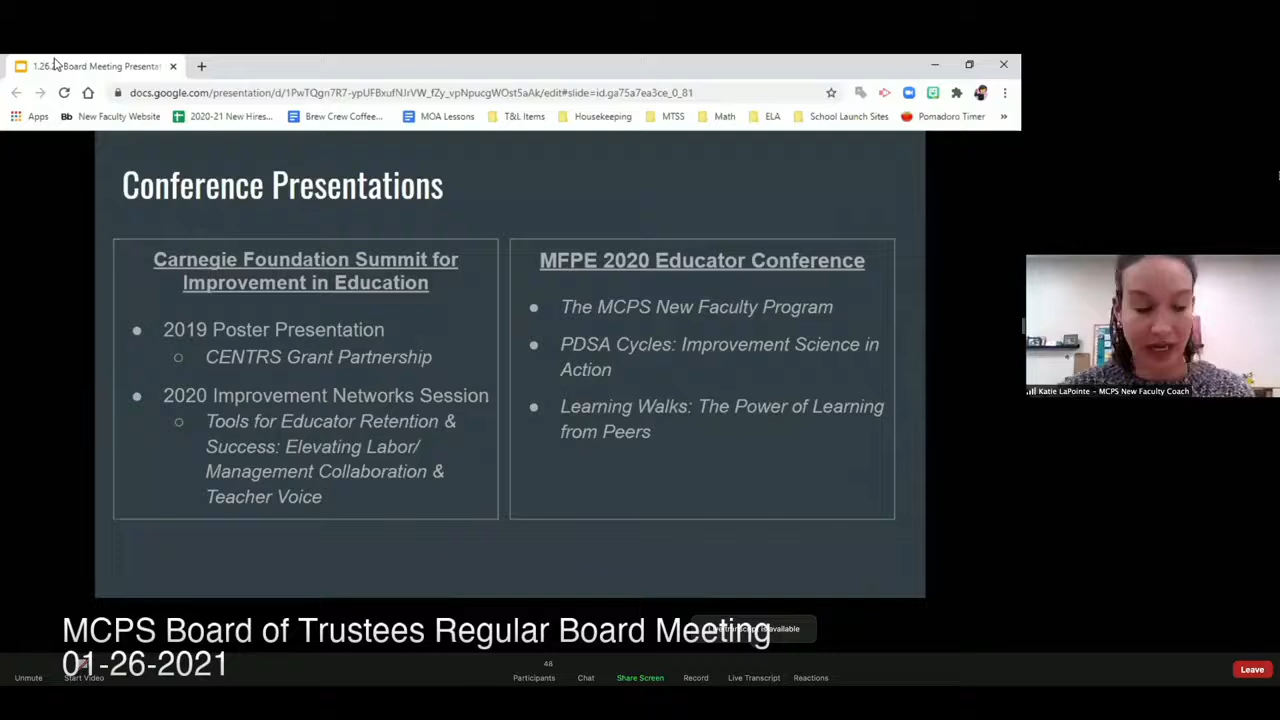 Board Meeting Presentat
docs.google.com/presentation/d/1PwTQgn7R7-ypUFBxufNJrVW_fZy_vpNpucgWOst5aAk/edit#slide=id.ga75a7ea3ce_0_81
Apps
Bb New Faculty Website
2020-21 New Hires...
Brew Crew Coffee...
MOA Lessons
T&L Items
Housekeeping
MTSS
Math
ELA
School Launch Sites
Pomadoro Timer
»
Conference Presentations
Carnegie Foundation Summit for
Improvement in Education
● 2019 Poster Presentation
○ CENTRS Grant Partnership
● 2020 Improvement Networks Session
○ Tools for Educator Retention &
Success: Elevating Labor/
Management Collaboration &
Teacher Voice
MFPE 2020 Educator Conference
● The MCPS New Faculty Program
● PDSA Cycles: Improvement Science in
Action
● Learning Walks: The Power of Learning
from Peers
Katie LaPointe – MCPS New Faculty Coach
MCPS Board of Trustees Regular Board Meeting
01-26-2021
available
48
Unmute
Start Video
Participants
Chat
Share Screen
Record
Live Transcript
Reactions
Leave